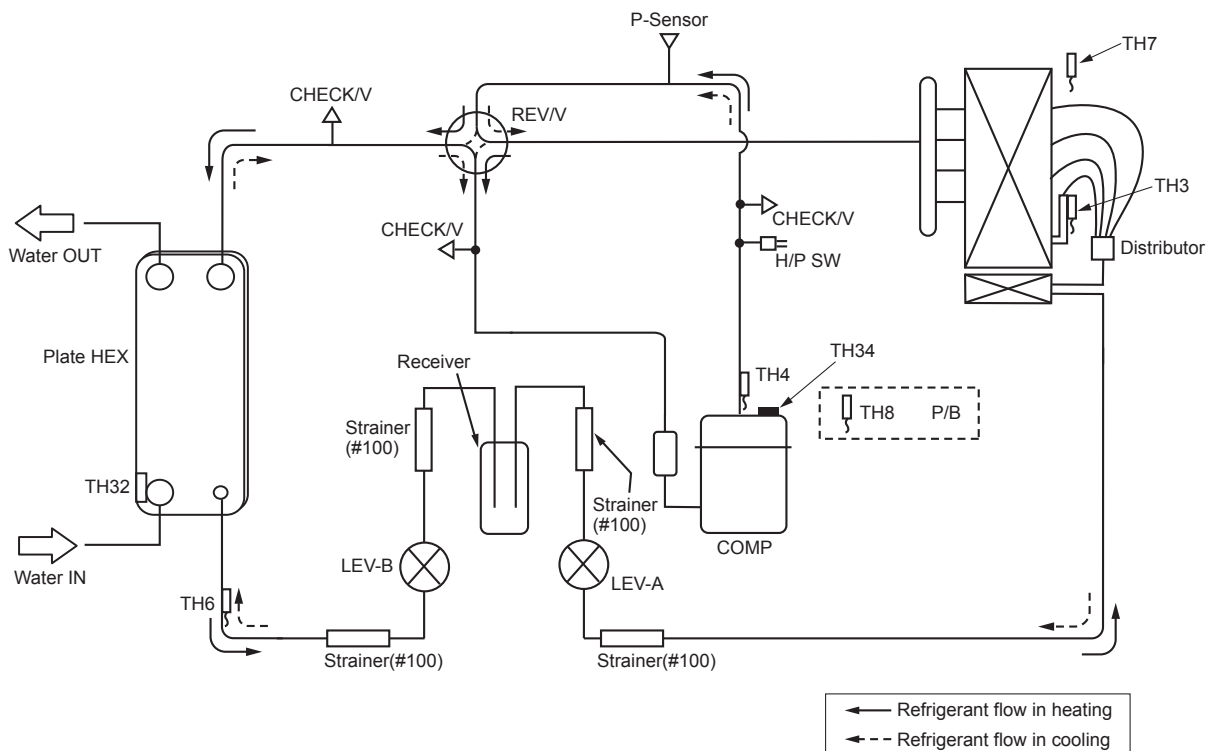 P-Sensor
TH7
CHECK/V
REV/V
TH3
CHECK/V
CHECK/V
Water OUT
H/P SW
Distributor
Plate HEX
Receiver
TH4
TH34
TH8 P/B
Strainer
(#100)
TH32
Strainer
(#100)
COMP
LEV-B
LEV-A
Water IN
TH6
Strainer(#100)
Strainer(#100)
Refrigerant flow in heating
Refrigerant flow in cooling